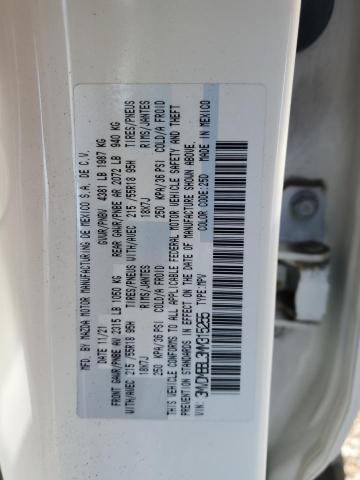 MFD. BY MAZDA MOTOR MANUFACTURING DE MEXICO S.A. DE C.V.
DATE: 11/21 GVWR/PNBV 4381 LB 1987 KG
FRONT GAWR/PNBE AV 2315 LB 1050 KG REAR GAWR/PNBE AR 2072 LB 940 KG
WITH/AVEC 215/55R18 95H TIRES/PNEUS WITH/AVEC 215/55R18 95H TIRES/PNEUS
18X7J RIMS/JANTES 18X7J RIMS/JANTES
250 KPA/36 PSI COLD/A FROID 250 KPA/36 PSI COLD/A FROID
THIS VEHICLE CONFORMS TO ALL APPLICABLE FEDERAL MOTOR VEHICLE SAFETY AND THEFT
PREVENTION STANDARDS IN EFFECT ON THE DATE OF MANUFACTURE SHOWN ABOVE.
VIN: TYPE: MPV COLOR CODE: 25D MADE IN MEXICO